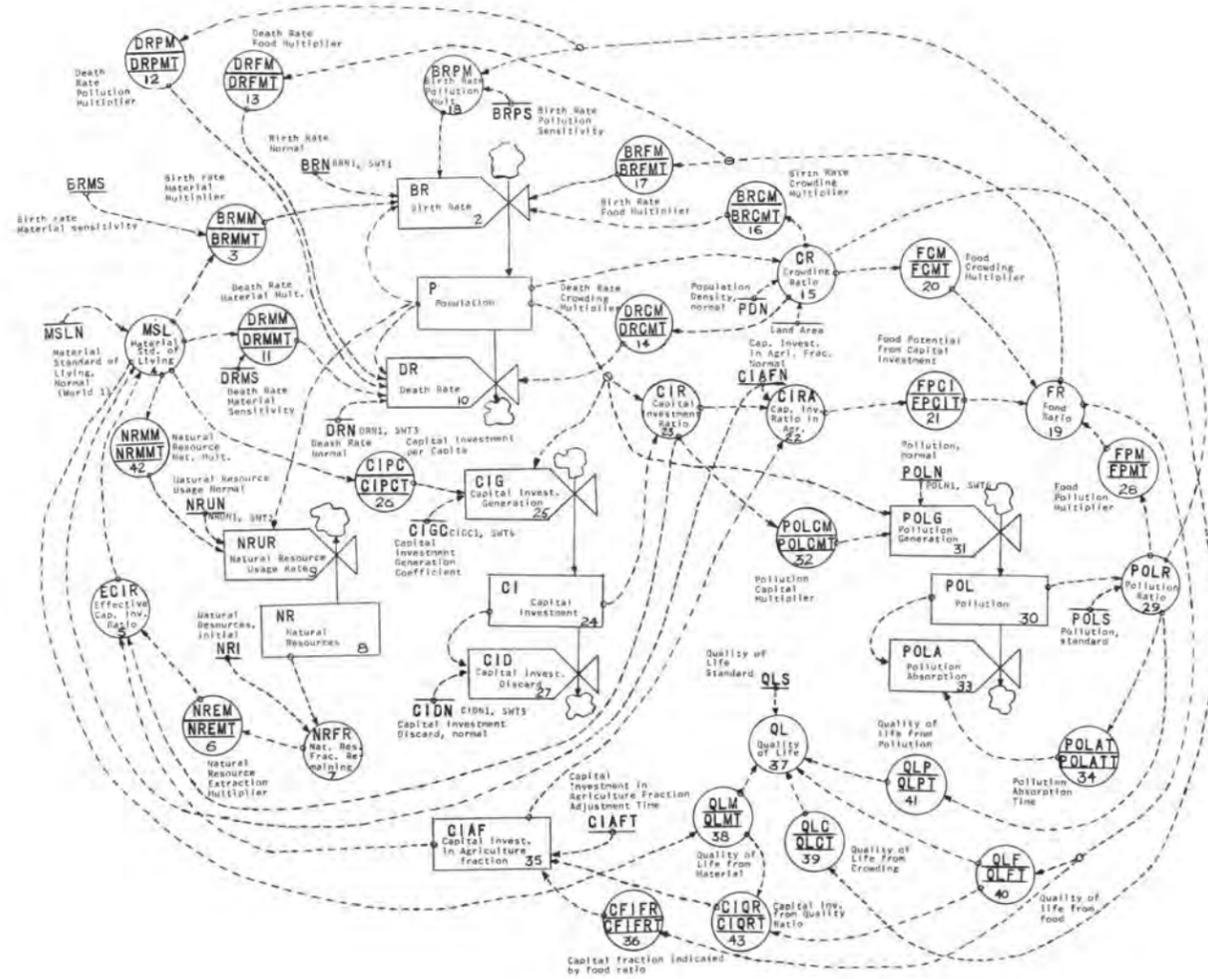 DRPM
DRPMT
12
Death
Rate
Pollution
Multiplier
Death Rate
Food Multiplier
DRFM
DRFMT
13
BRPM
Birth Rate
Pollution
Mult.
18
BRPS
Birth Rate
Pollution
Sensitivity
Birth Rate
Normal
BRN BRN1, SWT1
BR
Birth Rate
2
BRFM
BRFMT
17
Birth Rate
Food Multiplier
Birth Rate
Crowding
Multiplier
BRCM
BRCMT
16
BRMS
Birth rate
Material sensitivity
Birth rate
Material
Multiplier
BRMM
BRMMT
3
CR
Crowding
Ratio
15
FCM
FCMT
20
Food
Crowding
Multiplier
P
Population
Population
Density,
normal
PDN
Land Area
Death Rate
Crowding
Multiplier
DRCM
DRCMT
14
MSLN
Material
Standard of
Living,
Normal
(World 1)
MSL
Material
Std. of
Living
4
Death Rate
Material Mult.
DRMM
DRMMT
11
DRMS
Death Rate
Material
Sensitivity
DR
Death Rate
10
DRN DRN1, SWT3
Death Rate
Normal
Cap. Invest.
in Agri. Frac.
Normal
CIAFN
CIR
Capital
Investment
Ratio
23
CIRA
Cap. Inv.
Ratio in
Agr.
22
Food Potential
from Capital
Investment
FPCI
FPCIT
21
FR
Food
Ratio
19
FPM
FPMT
28
Food
Pollution
Multiplier
NRMM
NRMMT
42
Natural
Resource
Mat. Mult.
Natural Resource
Usage Normal
NRUN
NRUN1, SWT2
NRUR
Natural Resource
Usage Rate
9
Capital Investment
per Capita
CIPC
CIPCT
26
CIG
Capital Invest.
Generation
25
CIGC CIGC1, SWT6
Capital
Investment
Generation
Coefficient
Pollution,
normal
POLN
POLN1, SWT6
POLG
Pollution
Generation
31
POLCM
POLCMT
32
Pollution
Capital
Multiplier
POL
Pollution
30
POLR
Pollution
Ratio
29
POLS
Pollution,
standard
POLA
Pollution
Absorption
33
ECIR
Effective
Cap. Inv.
Ratio
5
Natural
Resources,
initial
NRI
NR
Natural
Resources
8
CI
Capital
Investment
24
CID
Capital Invest.
Discard
27
CIDN CIDN1, SWT5
Capital Investment
Discard, normal
NREM
NREMT
6
Natural
Resource
Extraction
Multiplier
NRFR
Nat. Res.
Frac. Re-
maining
7
Quality of
Life
Standard
QLS
QL
Quality
of Life
37
Quality of
life from
Pollution
QLP
QLPT
41
POLAT
POLATT
34
Pollution
Absorption
Time
Capital
Investment in
Agriculture Fraction
Adjustment Time
CIAFT
CIAF
Capital Invest.
in Agriculture
fraction
35
QLM
QLMT
38
Quality of
Life from
Material
QLC
QLCT
39
Quality of
Life from
Crowding
QLF
QLFT
40
Quality of
life from
food
CFIFR
CFIFRT
36
Capital fraction indicated
by food ratio
CIQR
CIQRT
43
Capital Inv.
from Quality
Ratio